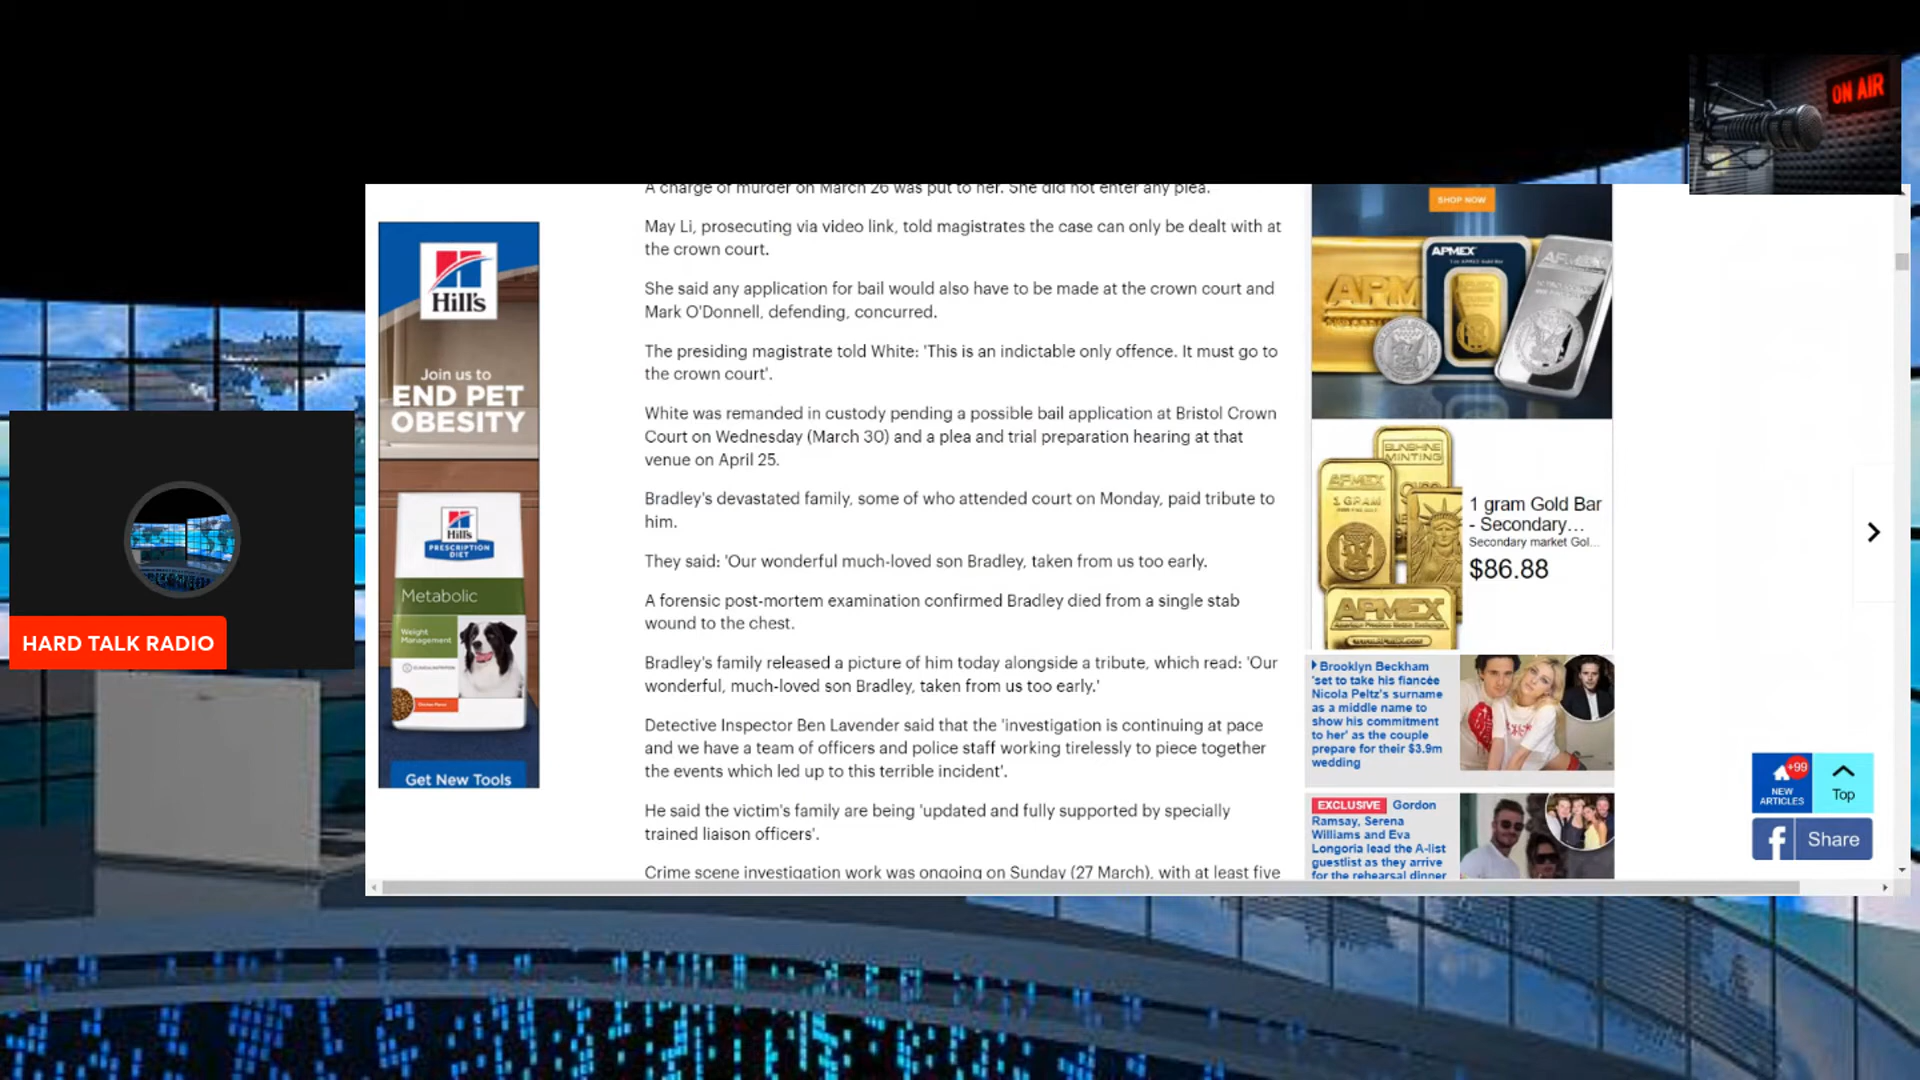 ON AIR
A charge of murder on March 26 was put to her. She did not enter any plea.
May Li, prosecuting via video link, told magistrates the case can only be dealt with at
the crown court.
She said any application for bail would also have to be made at the crown court and
Mark O'Donnell, defending, concurred.
The presiding magistrate told White: 'This is an indictable only offence. It must go to
the crown court'.
White was remanded in custody pending a possible bail application at Bristol Crown
Court on Wednesday (March 30) and a plea and trial preparation hearing at that
venue on April 25.
Bradley's devastated family, some of who attended court on Monday, paid tribute to
him.
They said: 'Our wonderful much-loved son Bradley, taken from us too early.
A forensic post-mortem examination confirmed Bradley died from a single stab
wound to the chest.
Bradley's family released a picture of him today alongside a tribute, which read: 'Our
wonderful, much-loved son Bradley, taken from us too early.'
Detective Inspector Ben Lavender said that the 'investigation is continuing at pace
and we have a team of officers and police staff working tirelessly to piece together
the events which led up to this terrible incident'.
He said the victim's family are being 'updated and fully supported by specially
trained liaison officers'.
Crime scene investigation work was ongoing on Sunday (27 March), with at least five
Hill's
Join us to
END PET
OBESITY
Hill's
PRESCRIPTION
DIET
Metabolic
Weight
Management
Get New Tools
HARD TALK RADIO
SHOP NOW
APMEX
APM
SUNSHINE
MINTING
APMEX
1 GRAM
APMEX
1 gram Gold Bar
- Secondary...
Secondary market Gol...
$86.88
Brooklyn Beckham
'set to take his fiancée
Nicola Peltz's surname
as a middle name to
show his commitment
to her' as the couple
prepare for their $3.9m
wedding
EXCLUSIVE Gordon
Ramsay, Serena
Williams and Eva
Longoria lead the A-list
guestlist as they arrive
for the rehearsal dinner
+99
NEW
ARTICLES
Top
f Share